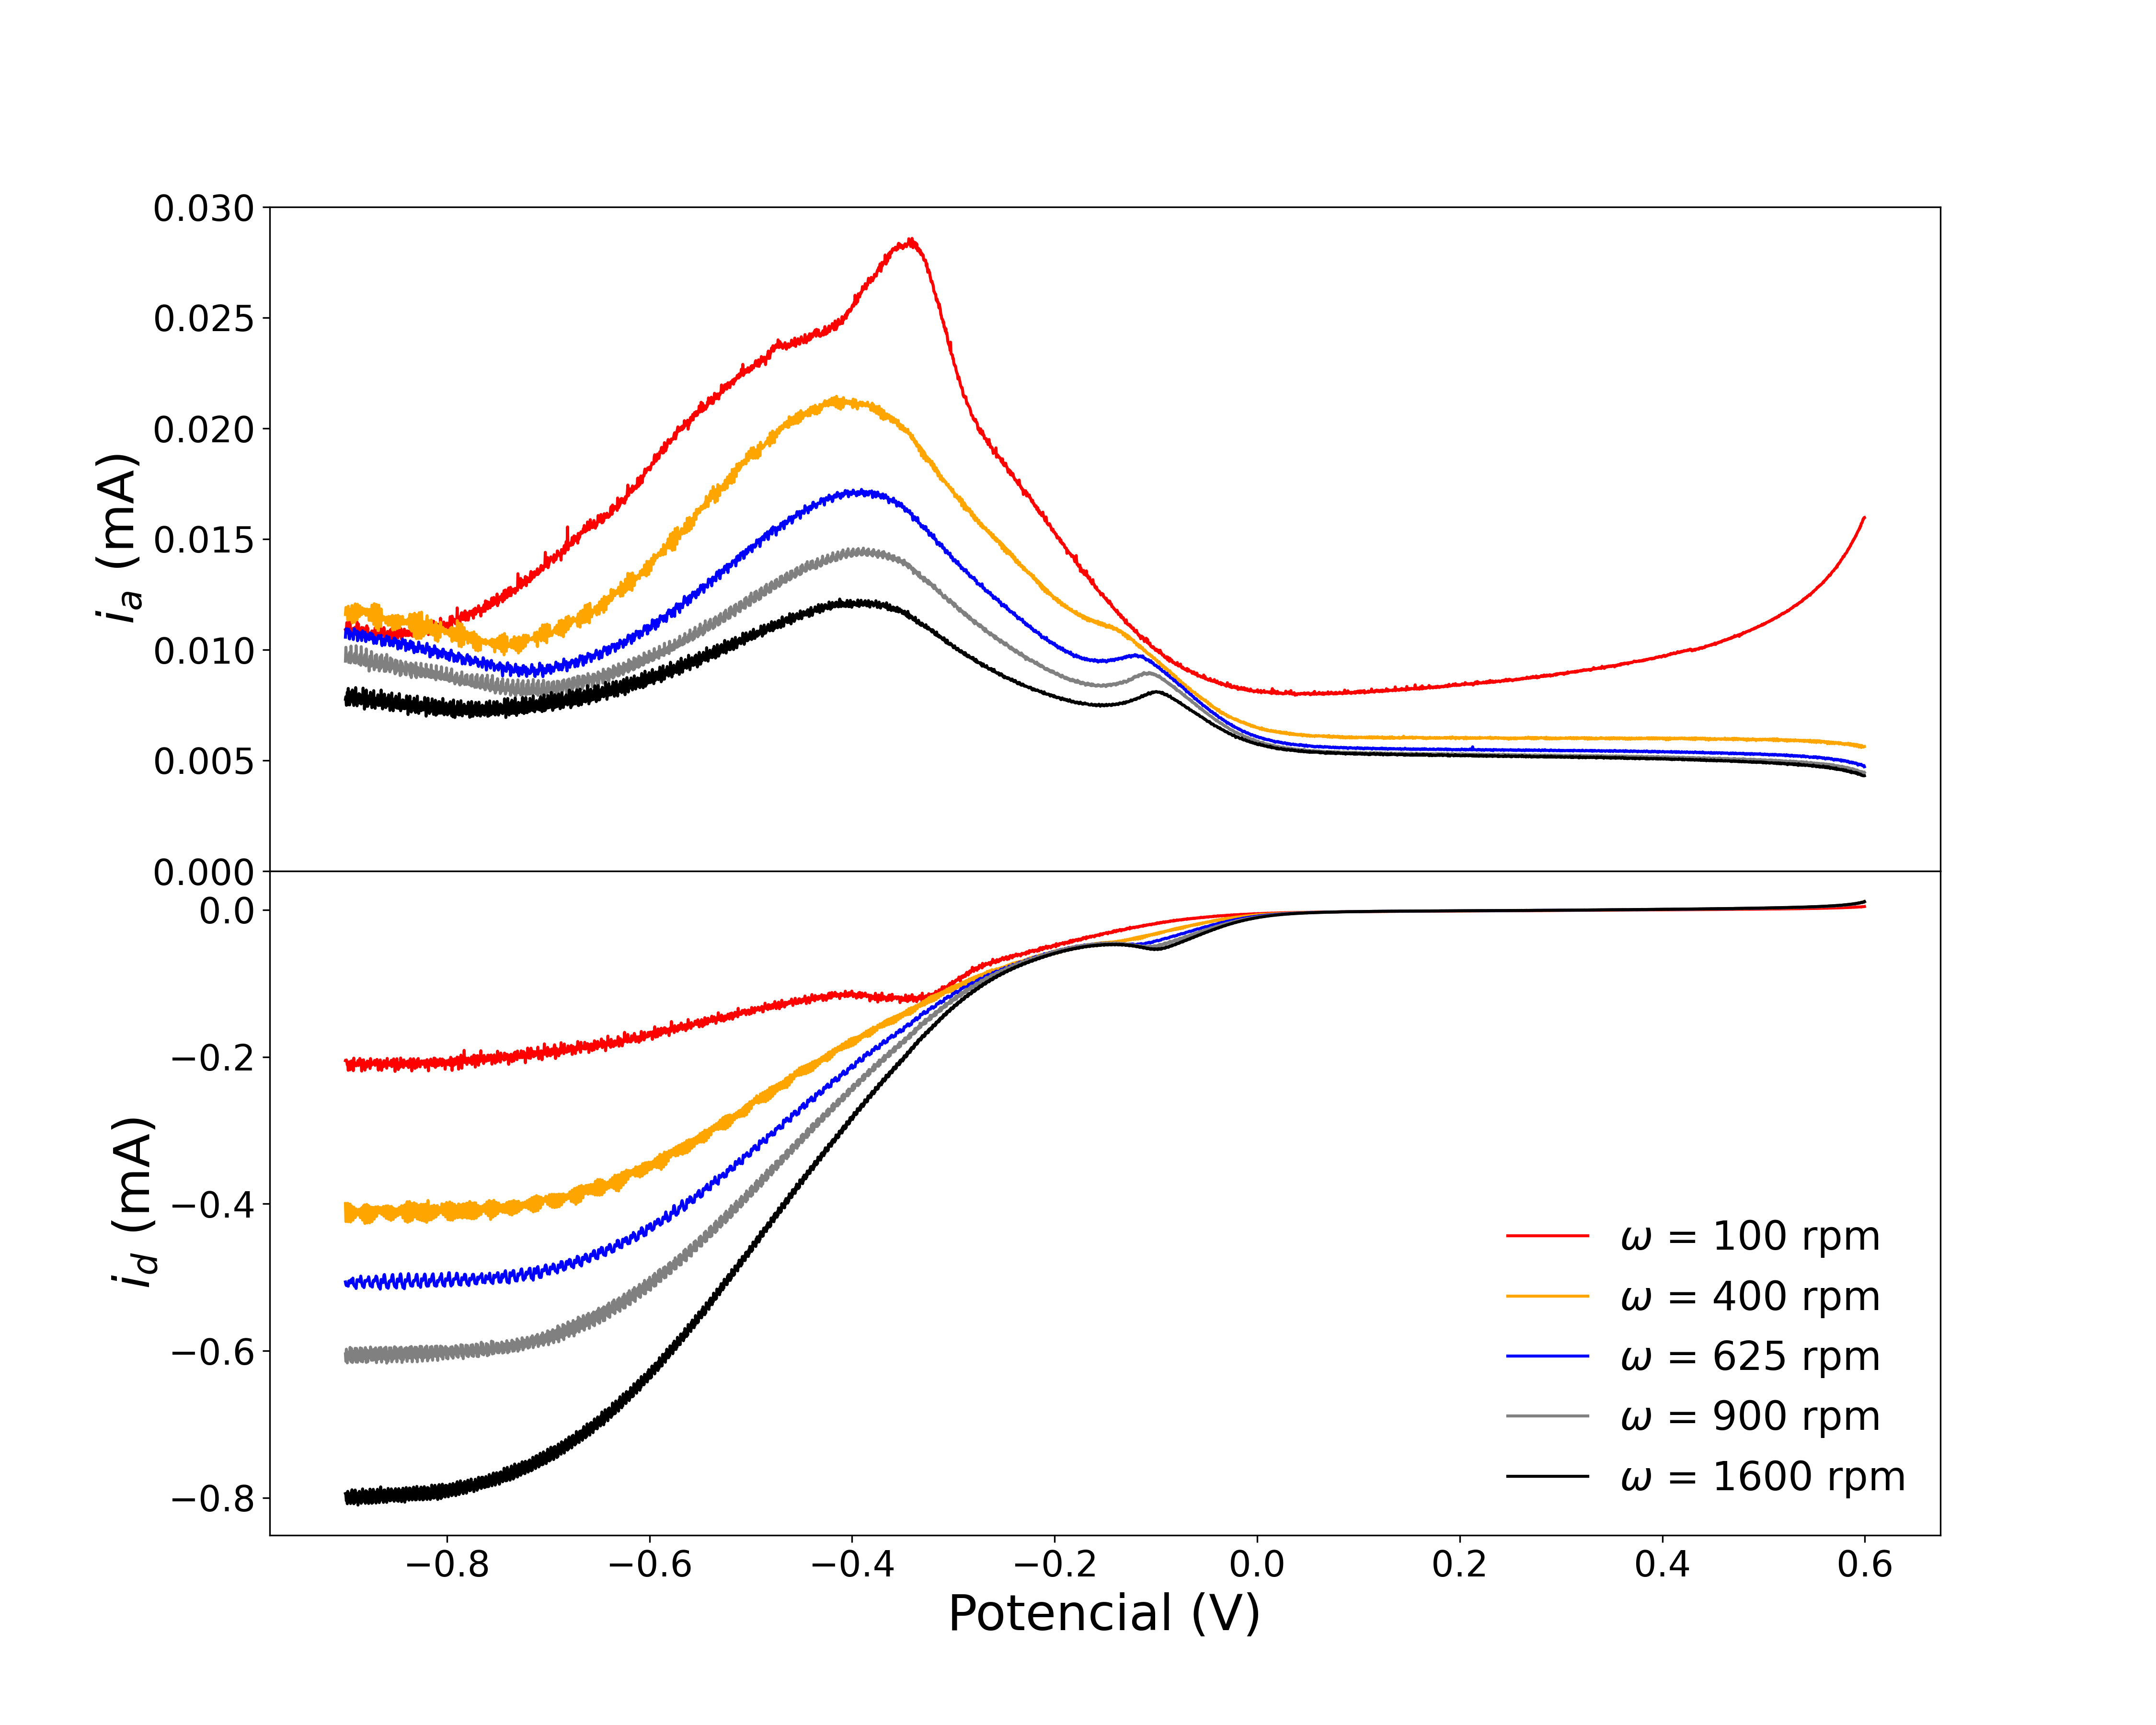 0.030
0.025
0.020
0.015
0.010
0.005
0.000
i_a (mA)
0.0
−0.2
−0.4
−0.6
−0.8
i_d (mA)
ω = 100 rpm
ω = 400 rpm
ω = 625 rpm
ω = 900 rpm
ω = 1600 rpm
−0.8 −0.6 −0.4 −0.2 0.0 0.2 0.4 0.6
Potencial (V)